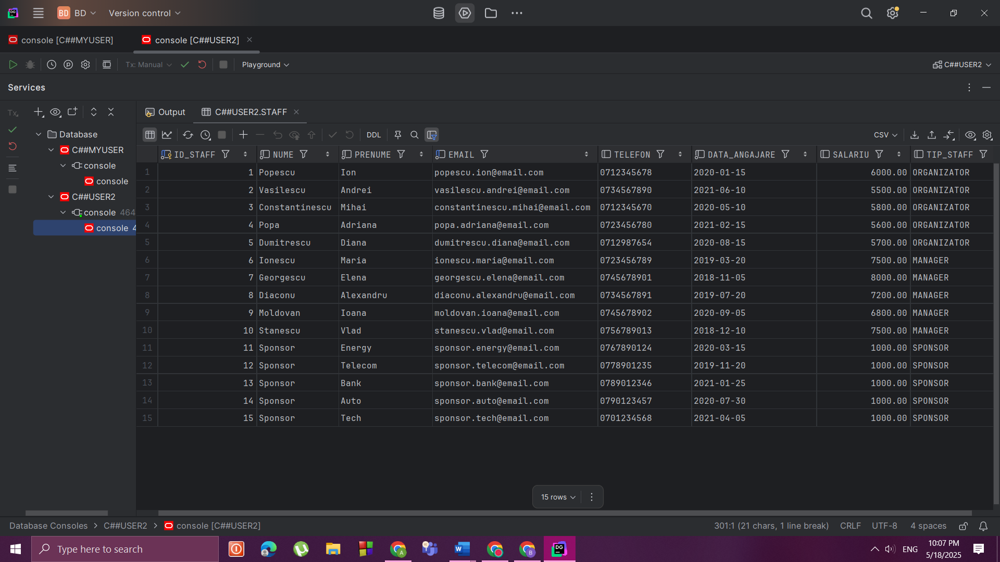 BD BD Version control
console [C##MYUSER] console [C##USER2]
Tx: Manual Playground C##USER2
Services
Tx
Output C##USER2.STAFF
Database
C##MYUSER
console
console
C##USER2
console 464
console 4
DDL CSV
ID_STAFF NUME PRENUME EMAIL TELEFON DATA_ANGAJARE SALARIU TIP_STAFF
1 1 Popescu Ion popescu.ion@email.com 0712345678 2020-01-15 6000.00 ORGANIZATOR
2 2 Vasilescu Andrei vasilescu.andrei@email.com 0734567890 2021-06-10 5500.00 ORGANIZATOR
3 3 Constantinescu Mihai constantinescu.mihai@email.com 0712345670 2020-05-10 5800.00 ORGANIZATOR
4 4 Popa Adriana popa.adriana@email.com 0723456780 2021-02-15 5600.00 ORGANIZATOR
5 5 Dumitrescu Diana dumitrescu.diana@email.com 0712987654 2020-08-15 5700.00 ORGANIZATOR
6 6 Ionescu Maria ionescu.maria@email.com 0723456789 2019-03-20 7500.00 MANAGER
7 7 Georgescu Elena georgescu.elena@email.com 0745678901 2018-11-05 8000.00 MANAGER
8 8 Diaconu Alexandru diaconu.alexandru@email.com 0734567891 2019-07-20 7200.00 MANAGER
9 9 Moldovan Ioana moldovan.ioana@email.com 0745678902 2020-09-05 6800.00 MANAGER
10 10 Stanescu Vlad stanescu.vlad@email.com 0756789013 2018-12-10 7500.00 MANAGER
11 11 Sponsor Energy sponsor.energy@email.com 0767890124 2020-03-15 1000.00 SPONSOR
12 12 Sponsor Telecom sponsor.telecom@email.com 0778901235 2019-11-20 1000.00 SPONSOR
13 13 Sponsor Bank sponsor.bank@email.com 0789012346 2021-01-25 1000.00 SPONSOR
14 14 Sponsor Auto sponsor.auto@email.com 0790123457 2020-07-30 1000.00 SPONSOR
15 15 Sponsor Tech sponsor.tech@email.com 0701234568 2021-04-05 1000.00 SPONSOR
15 rows
Database Consoles > C##USER2 > console [C##USER2] 301:1 (21 chars, 1 line break) CRLF UTF-8 4 spaces
Type here to search
ENG
10:07 PM
5/18/2025